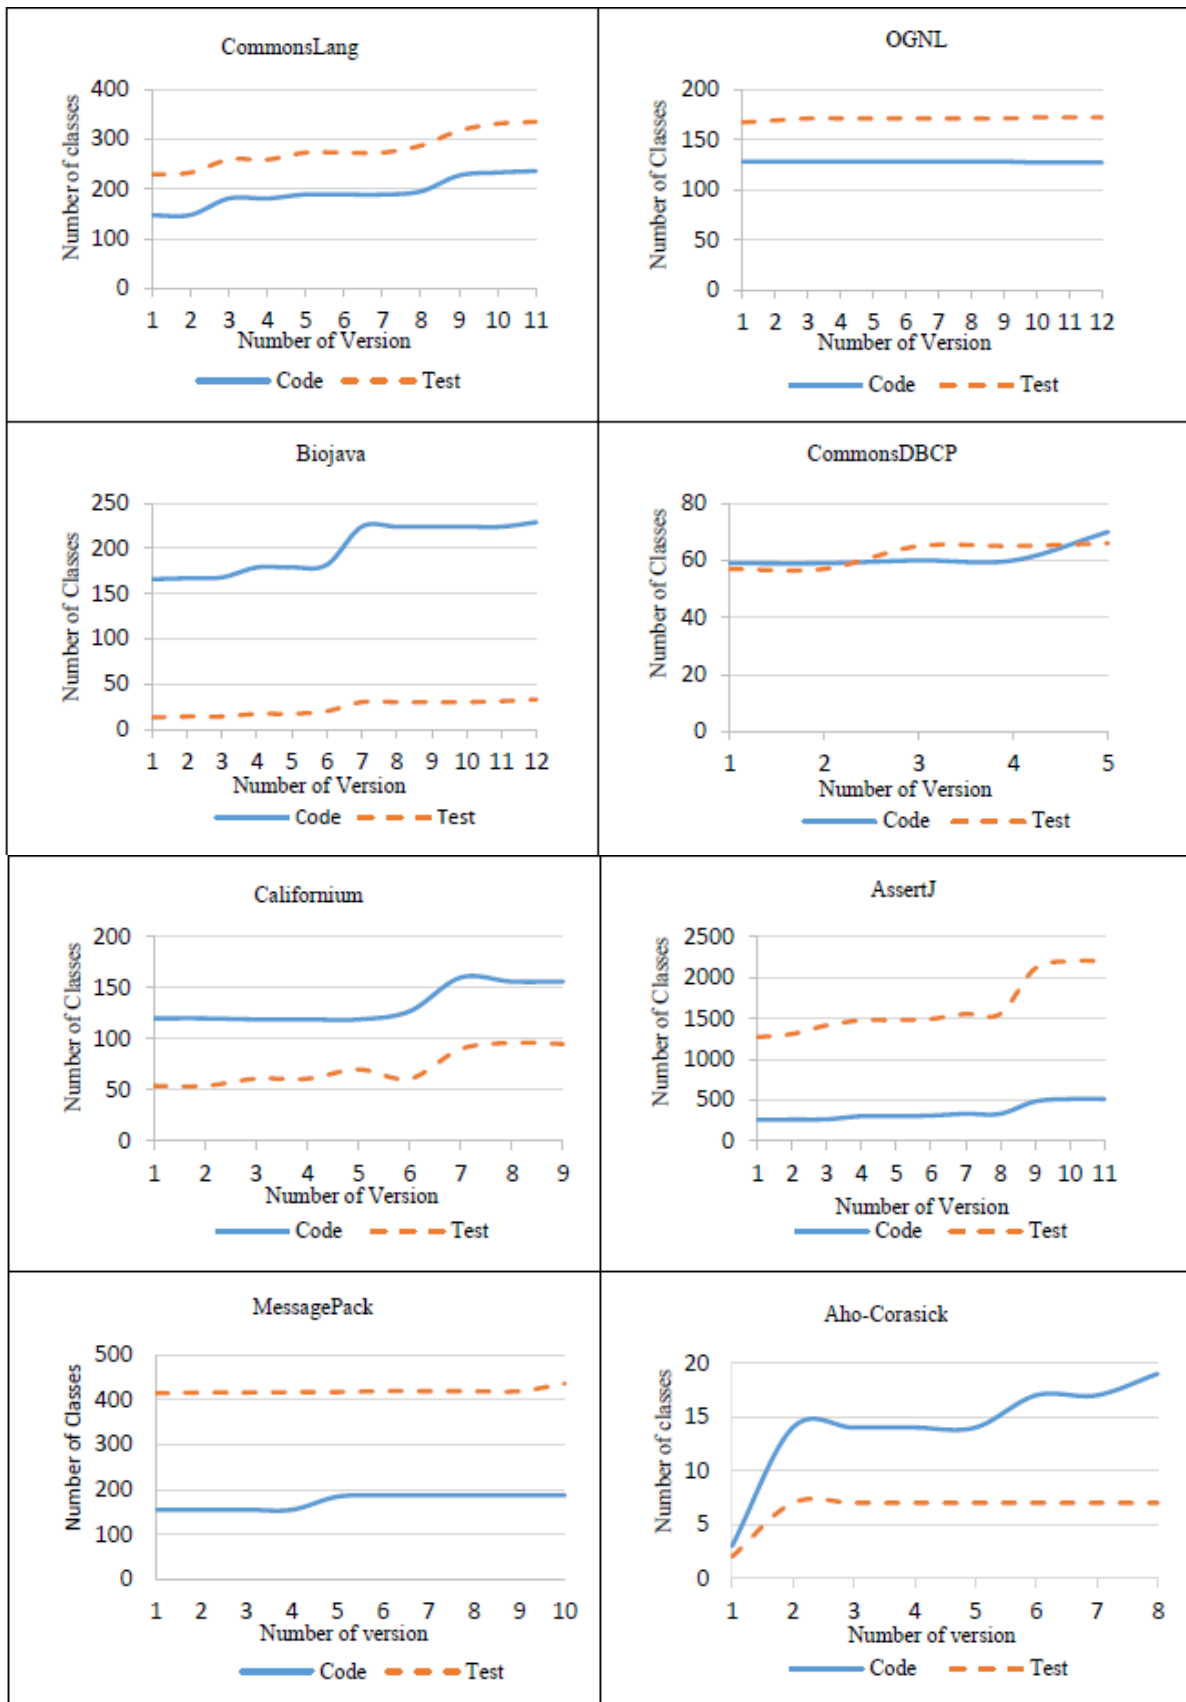 CommonsLang
Number of classes
400
300
200
100
0
1 2 3 4 5 6 7 8 9 10 11
Number of Version
Code Test
OGNL
Number of Classes
200
150
100
50
0
1 2 3 4 5 6 7 8 9 10 11 12
Number of Version
Code Test
Biojava
Number of Classes
250
200
150
100
50
0
1 2 3 4 5 6 7 8 9 10 11 12
Number of Version
Code Test
CommonsDBCP
Number of Classes
80
60
40
20
0
1 2 3 4 5
Number of Version
Code Test
Californium
Number of Classes
200
150
100
50
0
1 2 3 4 5 6 7 8 9
Number of Version
Code Test
AssertJ
Number of Classes
2500
2000
1500
1000
500
0
1 2 3 4 5 6 7 8 9 10 11
Number of Version
Code Test
MessagePack
Number of Classes
500
400
300
200
100
0
1 2 3 4 5 6 7 8 9 10
Number of version
Code Test
Aho-Corasick
Number of classes
20
15
10
5
0
1 2 3 4 5 6 7 8
Number of version
Code Test